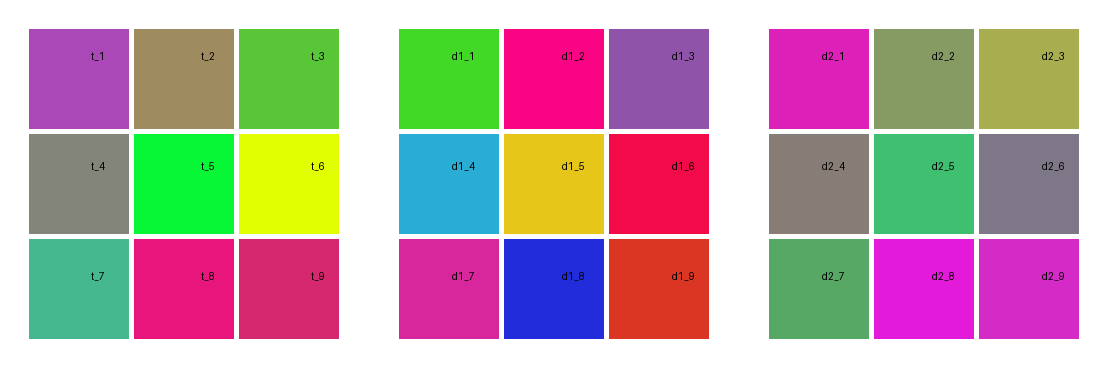 t_1 t_2 t_3 d1_1 d1_2 d1_3 d2_1 d2_2 d2_3
t_4 t_5 t_6 d1_4 d1_5 d1_6 d2_4 d2_5 d2_6
t_7 t_8 t_9 d1_7 d1_8 d1_9 d2_7 d2_8 d2_9